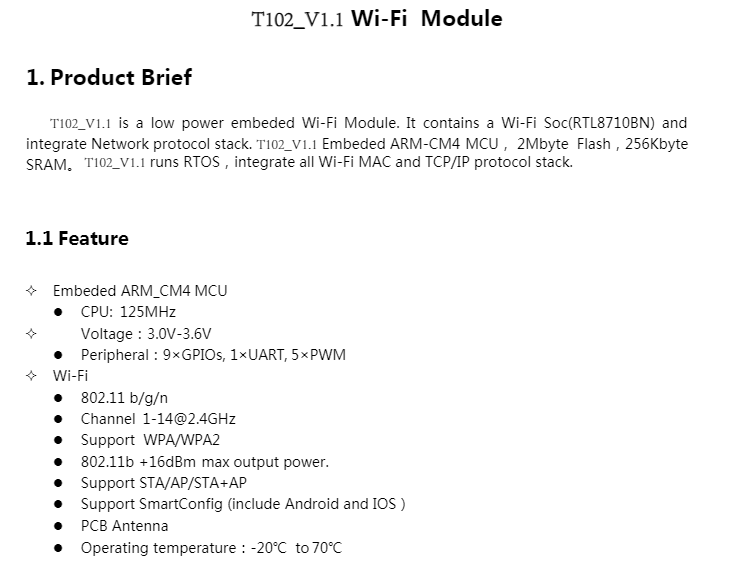 T102_V1.1 Wi-Fi Module
1. Product Brief
T102_V1.1 is a low power embeded Wi-Fi Module. It contains a Wi-Fi Soc(RTL8710BN) and
integrate Network protocol stack. T102_V1.1 Embeded ARM-CM4 MCU , 2Mbyte Flash , 256Kbyte
SRAM。 T102_V1.1 runs RTOS , integrate all Wi-Fi MAC and TCP/IP protocol stack.
1.1 Feature
✧ Embeded ARM_CM4 MCU
● CPU: 125MHz
✧ Voltage : 3.0V-3.6V
● Peripheral : 9×GPIOs, 1×UART, 5×PWM
✧ Wi-Fi
● 802.11 b/g/n
● Channel 1-14@2.4GHz
● Support WPA/WPA2
● 802.11b +16dBm max output power.
● Support STA/AP/STA+AP
● Support SmartConfig (include Android and IOS )
● PCB Antenna
● Operating temperature : -20℃ to 70℃